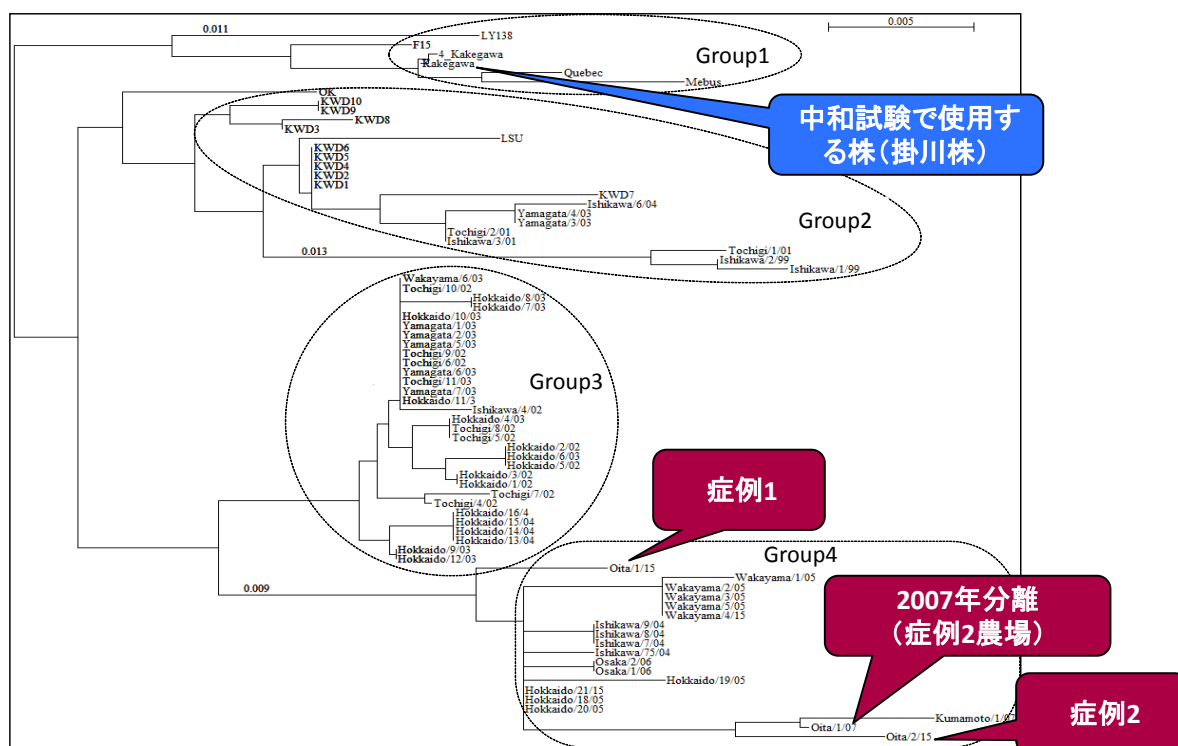 0.005
0.011
LY138
F15
4_Kakegawa
Kakegawa
Quebec
Mebus
Group1
中和試験で使用す
る株（掛川株）
OK
KWD10
KWD9
KWD8
KWD3
LSU
KWD6
KWD5
KWD4
KWD2
KWD1
KWD7
Ishikawa/6/04
Yamagata/4/03
Yamagata/3/03
Tochigi/2/01
Ishikawa/3/01
Group2
0.013
Tochigi/1/01
Ishikawa/2/99
Ishikawa/1/99
Wakayama/6/03
Tochigi/10/02
Hokkaido/8/03
Hokkaido/7/03
Hokkaido/10/03
Yamagata/1/03
Yamagata/2/03
Yamagata/5/03
Tochigi/9/02
Tochigi/6/02
Yamagata/6/03
Tochigi/11/03
Yamagata/7/03
Hokkaido/11/3
Group3
Ishikawa/4/02
Hokkaido/4/03
Tochigi/8/02
Tochigi/5/02
Hokkaido/2/02
Hokkaido/6/03
Hokkaido/5/02
Hokkaido/3/02
Hokkaido/1/02
Tochigi/7/02
Tochigi/4/02
Hokkaido/16/4
Hokkaido/15/04
Hokkaido/14/04
Hokkaido/13/04
Hokkaido/9/03
Hokkaido/12/03
症例1
Group4
0.009
Oita/1/15
Wakayama/1/05
Wakayama/2/05
Wakayama/3/05
Wakayama/5/05
Wakayama/4/15
Ishikawa/9/04
Ishikawa/8/04
Ishikawa/7/04
Ishikawa/75/04
Osaka/2/06
Osaka/1/06
Hokkaido/19/05
Hokkaido/21/15
Hokkaido/18/05
Hokkaido/20/05
2007年分離
（症例2農場）
Kumamoto/1/07
Oita/1/07
Oita/2/15
症例2